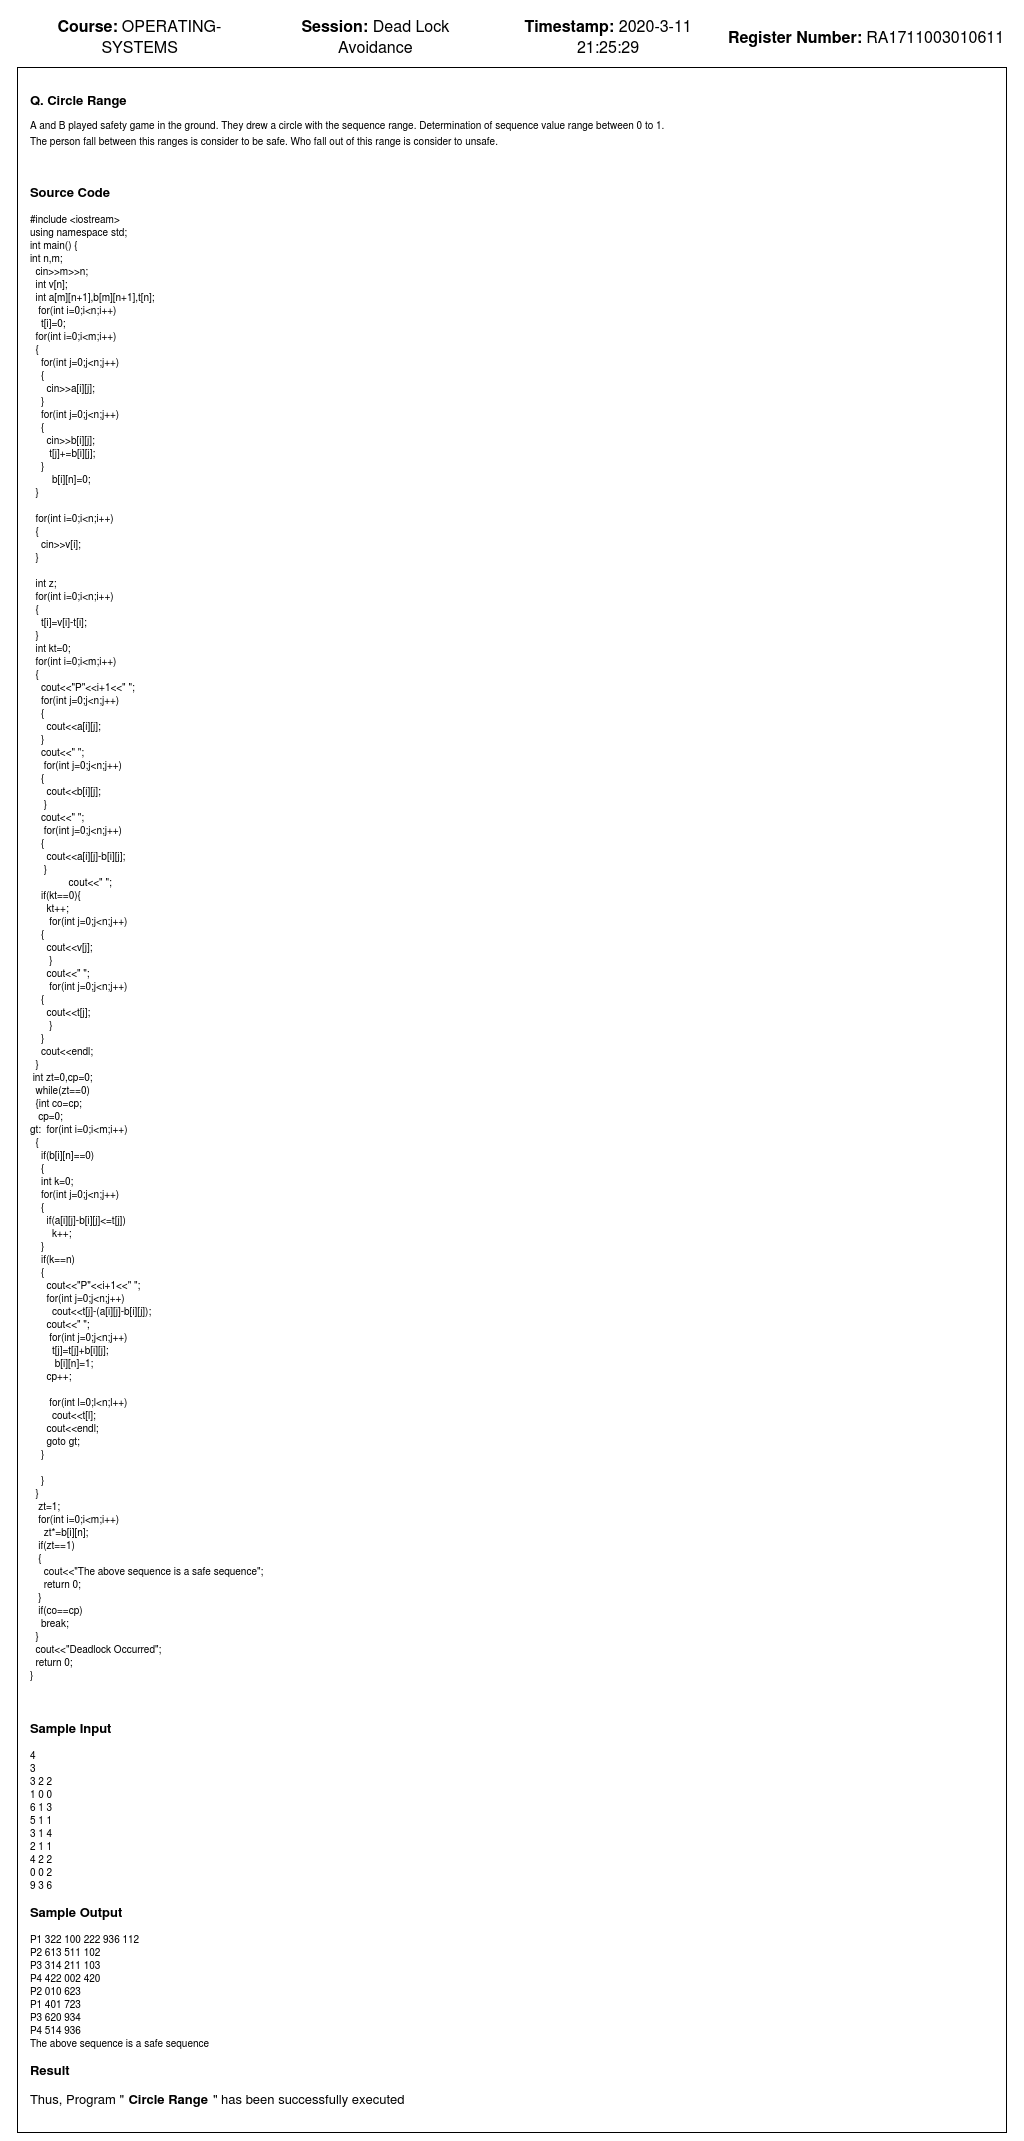 Course: OPERATING-
SYSTEMS
Session: Dead Lock
Avoidance
Timestamp: 2020-3-11
21:25:29
Register Number: RA1711003010611
Q. Circle Range
A and B played safety game in the ground. They drew a circle with the sequence range. Determination of sequence value range between 0 to 1.
The person fall between this ranges is consider to be safe. Who fall out of this range is consider to unsafe.
Source Code
#include <iostream>
using namespace std;
int main() {
int n,m;
cin>>m>>n;
int v[n];
int a[m][n+1],b[m][n+1],t[n];
for(int i=0;i<n;i++)
t[i]=0;
for(int i=0;i<m;i++)
{
for(int j=0;j<n;j++)
{
cin>>a[i][j];
}
for(int j=0;j<n;j++)
{
cin>>b[i][j];
t[j]+=b[i][j];
}
b[i][n]=0;
}
for(int i=0;i<n;i++)
{
cin>>v[i];
}
int z;
for(int i=0;i<n;i++)
{
t[i]=v[i]-t[i];
}
int kt=0;
for(int i=0;i<m;i++)
{
cout<<"P"<<i+1<<" ";
for(int j=0;j<n;j++)
{
cout<<a[i][j];
}
cout<<" ";
for(int j=0;j<n;j++)
{
cout<<b[i][j];
}
cout<<" ";
for(int j=0;j<n;j++)
{
cout<<a[i][j]-b[i][j];
}
cout<<" ";
if(kt==0){
kt++;
for(int j=0;j<n;j++)
{
cout<<v[j];
}
cout<<" ";
for(int j=0;j<n;j++)
{
cout<<t[j];
}
}
cout<<endl;
}
int zt=0,cp=0;
while(zt==0)
{int co=cp;
cp=0;
gt: for(int i=0;i<m;i++)
{
if(b[i][n]==0)
{
int k=0;
for(int j=0;j<n;j++)
{
if(a[i][j]-b[i][j]<=t[j])
k++;
}
if(k==n)
{
cout<<"P"<<i+1<<" ";
for(int j=0;j<n;j++)
cout<<t[j]-(a[i][j]-b[i][j]);
cout<<" ";
for(int j=0;j<n;j++)
t[j]=t[j]+b[i][j];
b[i][n]=1;
cp++;
for(int l=0;l<n;l++)
cout<<t[l];
cout<<endl;
goto gt;
}
}
}
zt=1;
for(int i=0;i<m;i++)
zt*=b[i][n];
if(zt==1)
{
cout<<"The above sequence is a safe sequence";
return 0;
}
if(co==cp)
break;
}
cout<<"Deadlock Occurred";
return 0;
}
Sample Input
4
3
3 2 2
1 0 0
6 1 3
5 1 1
3 1 4
2 1 1
4 2 2
0 0 2
9 3 6
Sample Output
P1 322 100 222 936 112
P2 613 511 102
P3 314 211 103
P4 422 002 420
P2 010 623
P1 401 723
P3 620 934
P4 514 936
The above sequence is a safe sequence
Result
Thus, Program " Circle Range " has been successfully executed